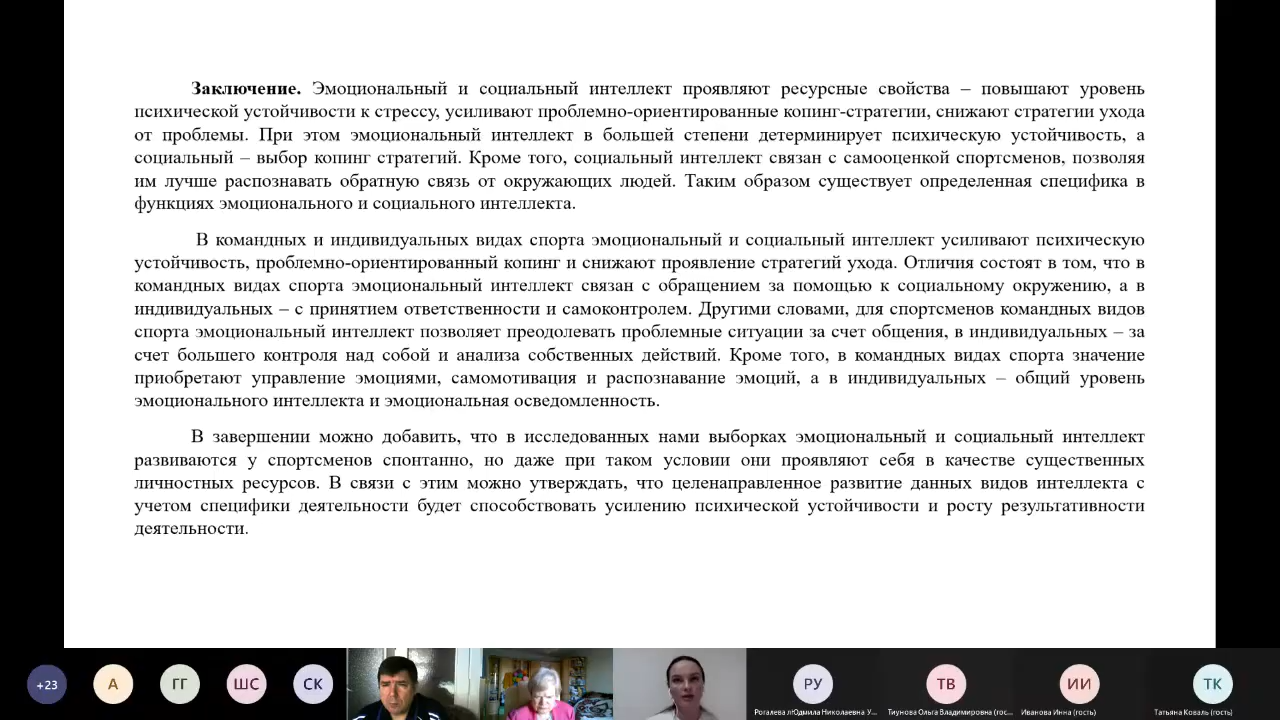 Заключение. Эмоциональный и социальный интеллект проявляют ресурсные свойства – повышают уровень
психической устойчивости к стрессу, усиливают проблемно-ориентированные копинг-стратегии, снижают стратегии ухода
от проблемы. При этом эмоциональный интеллект в большей степени детерминирует психическую устойчивость, а
социальный – выбор копинг стратегий. Кроме того, социальный интеллект связан с самооценкой спортсменов, позволяя
им лучше распознавать обратную связь от окружающих людей. Таким образом существует определенная специфика в
функциях эмоционального и социального интеллекта.
В командных и индивидуальных видах спорта эмоциональный и социальный интеллект усиливают психическую
устойчивость, проблемно-ориентированный копинг и снижают проявление стратегий ухода. Отличия состоят в том, что в
командных видах спорта эмоциональный интеллект связан с обращением за помощью к социальному окружению, а в
индивидуальных – с принятием ответственности и самоконтролем. Другими словами, для спортсменов командных видов
спорта эмоциональный интеллект позволяет преодолевать проблемные ситуации за счет общения, в индивидуальных – за
счет большего контроля над собой и анализа собственных действий. Кроме того, в командных видах спорта значение
приобретают управление эмоциями, самомотивация и распознавание эмоций, а в индивидуальных – общий уровень
эмоционального интеллекта и эмоциональная осведомленность.
В завершении можно добавить, что в исследованных нами выборках эмоциональный и социальный интеллект
развиваются у спортсменов спонтанно, но даже при таком условии они проявляют себя в качестве существенных
личностных ресурсов. В связи с этим можно утверждать, что целенаправленное развитие данных видов интеллекта с
учетом специфики деятельности будет способствовать усилению психической устойчивости и росту результативности
деятельности.
+23 А ГГ ШС СК РУ ТВ ИИ ТК
Рогалева лЮдмила Николаевна У... Тиунова Ольга Владимировна (гос... Иванова Инна (гость) Татьяна Коваль (гость)